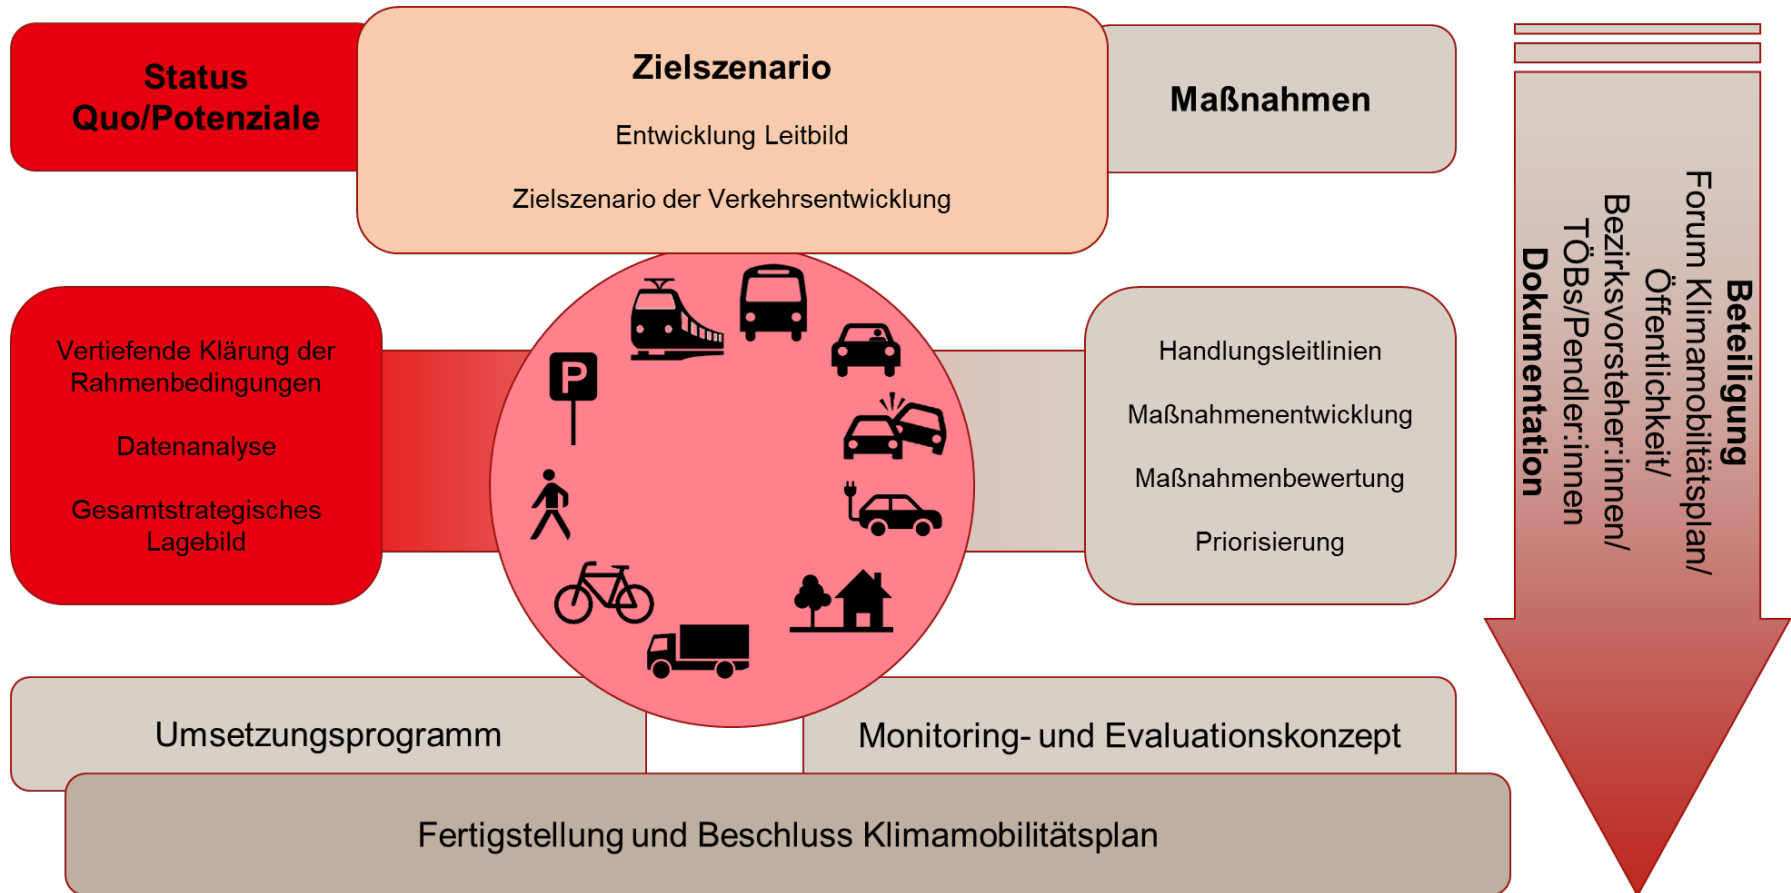 Status
Quo/Potenziale
Zielszenario
Entwicklung Leitbild
Zielszenario der Verkehrsentwicklung
Maßnahmen
Vertiefende Klärung der
Rahmenbedingungen
Datenanalyse
Gesamtstrategisches
Lagebild
P
Handlungsleitlinien
Maßnahmenentwicklung
Maßnahmenbewertung
Priorisierung
Umsetzungsprogramm
Monitoring- und Evaluationskonzept
Fertigstellung und Beschluss Klimamobilitätsplan
Beteiligung
Forum Klimamobiltätsplan/
Öffentlichkeit/
Bezirksvorsteher:innen/
TÖBs/Pendler:innen
Dokumentation